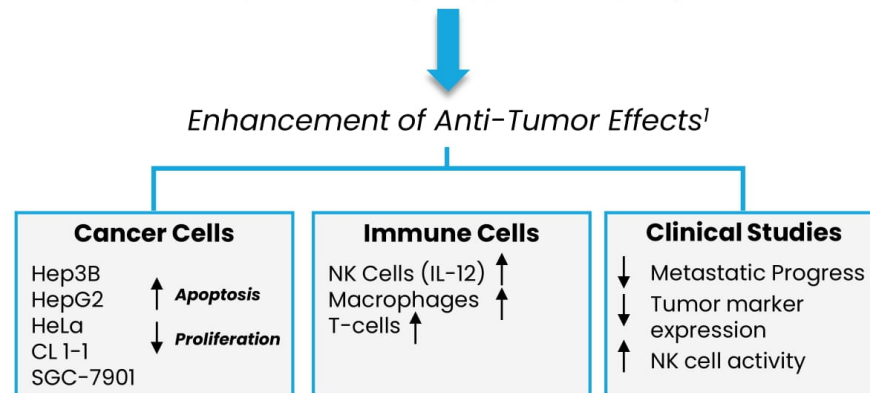 Enhancement of Anti-Tumor Effects¹
Cancer Cells
Hep3B
HepG2
HeLa
CL 1-1
SGC-7901
↑ Apoptosis
↓ Proliferation
Immune Cells
NK Cells (IL-12) ↑
Macrophages ↑
T-cells ↑
Clinical Studies
↓ Metastatic Progress
↓ Tumor marker
expression
↑ NK cell activity